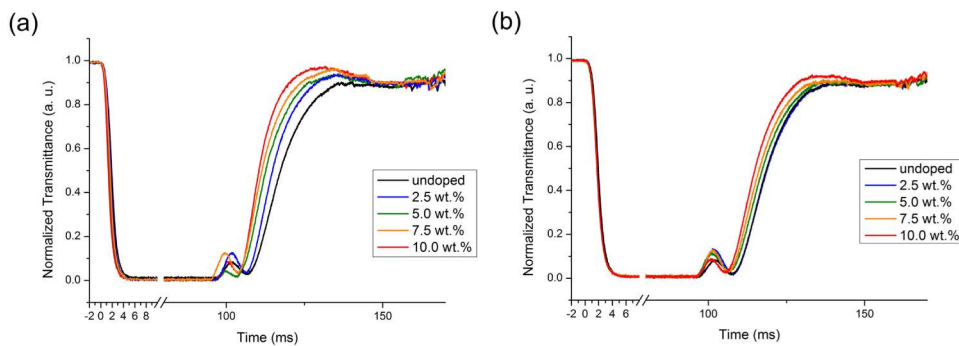 (a)
Normalized Transmittance (a. u.)
1.0
0.8
0.6
0.4
0.2
0.0
undoped
2.5 wt.%
5.0 wt.%
7.5 wt.%
10.0 wt.%
-2 0 2 4 6 8
100
150
Time (ms)
(b)
Normalized Transmittance (a. u.)
1.0
0.8
0.6
0.4
0.2
0.0
undoped
2.5 wt.%
5.0 wt.%
7.5 wt.%
10.0 wt.%
-2 0 2 4 6
100
150
Time (ms)